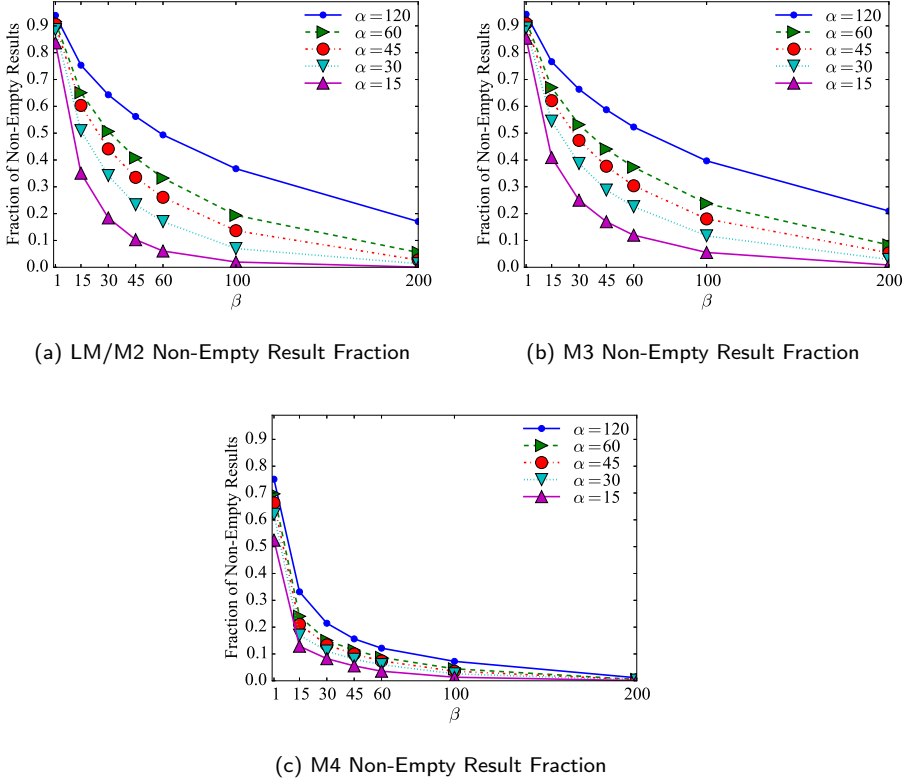 Fraction of Non-Empty Results
0.9
0.8
0.7
0.6
0.5
0.4
0.3
0.2
0.1
0.0
α=120
α=60
α=45
α=30
α=15
1 15 30 45 60 100 200
β
(a) LM/M2 Non-Empty Result Fraction
Fraction of Non-Empty Results
0.9
0.8
0.7
0.6
0.5
0.4
0.3
0.2
0.1
0.0
α=120
α=60
α=45
α=30
α=15
1 15 30 45 60 100 200
β
(b) M3 Non-Empty Result Fraction
Fraction of Non-Empty Results
0.9
0.8
0.7
0.6
0.5
0.4
0.3
0.2
0.1
0.0
α=120
α=60
α=45
α=30
α=15
1 15 30 45 60 100 200
β
(c) M4 Non-Empty Result Fraction